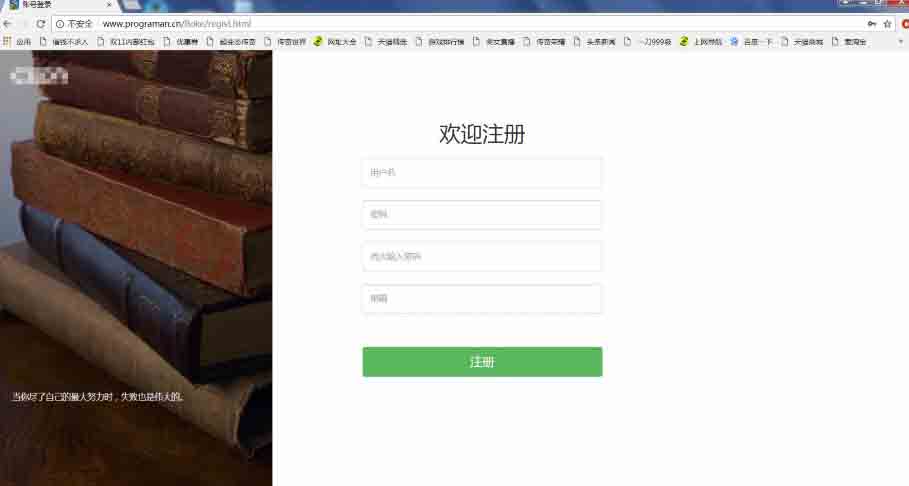 账号登录
不安全 www.programan.cn/Boke/regist.html
应用 值钱不求人 双11内部红包 优惠券 超变态传奇 传奇世界 网址大全 天猫精选 游戏排行榜 美女直播 传奇荣耀 头条新闻 一刀999级 上网导航 百度一下 天猫商城 爱淘宝
欢迎注册
用户名
密码
再次输入密码
邮箱
注册
当你尽了自己的最大努力时，失败也是伟大的。